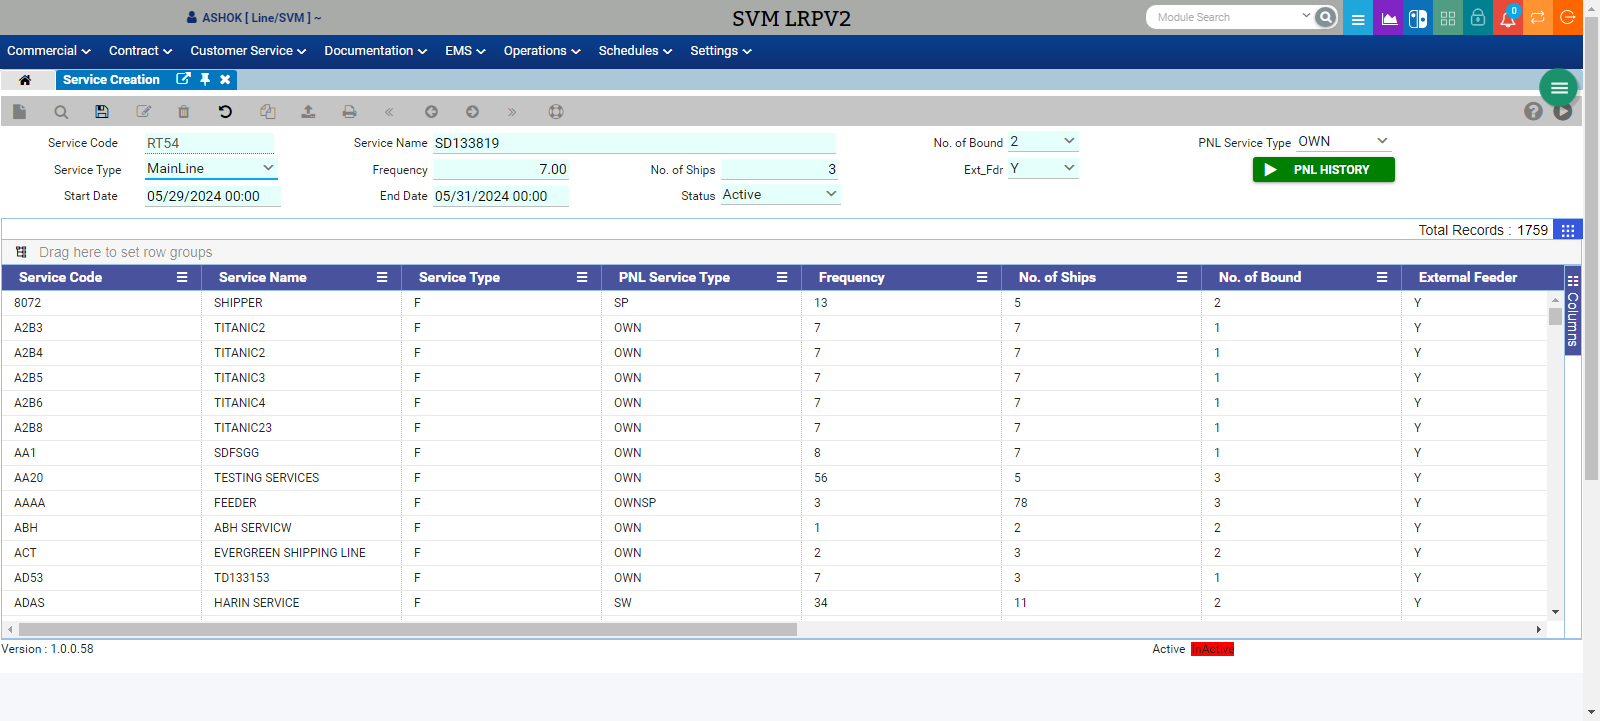 ASHOK [ Line/SVM ] ~
SVM LRPV2
Module Search
0
Commercial Contract Customer Service Documentation EMS Operations Schedules Settings
Service Creation
Service Code RT54 Service Name SD133819 No. of Bound 2 PNL Service Type OWN
Service Type MainLine Frequency 7.00 No. of Ships 3 Ext_Fdr Y PNL HISTORY
Start Date 05/29/2024 00:00 End Date 05/31/2024 00:00 Status Active
Total Records : 1759
Drag here to set row groups
Service Code Service Name Service Type PNL Service Type Frequency No. of Ships No. of Bound External Feeder
Columns
8072 SHIPPER F SP 13 5 2 Y
A2B3 TITANIC2 F OWN 7 7 1 Y
A2B4 TITANIC2 F OWN 7 7 1 Y
A2B5 TITANIC3 F OWN 7 7 1 Y
A2B6 TITANIC4 F OWN 7 7 1 Y
A2B8 TITANIC23 F OWN 7 7 1 Y
AA1 SDFSGG F OWN 8 7 1 Y
AA20 TESTING SERVICES F OWN 56 5 3 Y
AAAA FEEDER F OWNSP 3 78 3 Y
ABH ABH SERVICW F OWN 1 2 2 Y
ACT EVERGREEN SHIPPING LINE F OWN 2 3 2 Y
AD53 TD133153 F OWN 7 3 1 Y
ADAS HARIN SERVICE F SW 34 11 2 Y
Version : 1.0.0.58 Active InActive